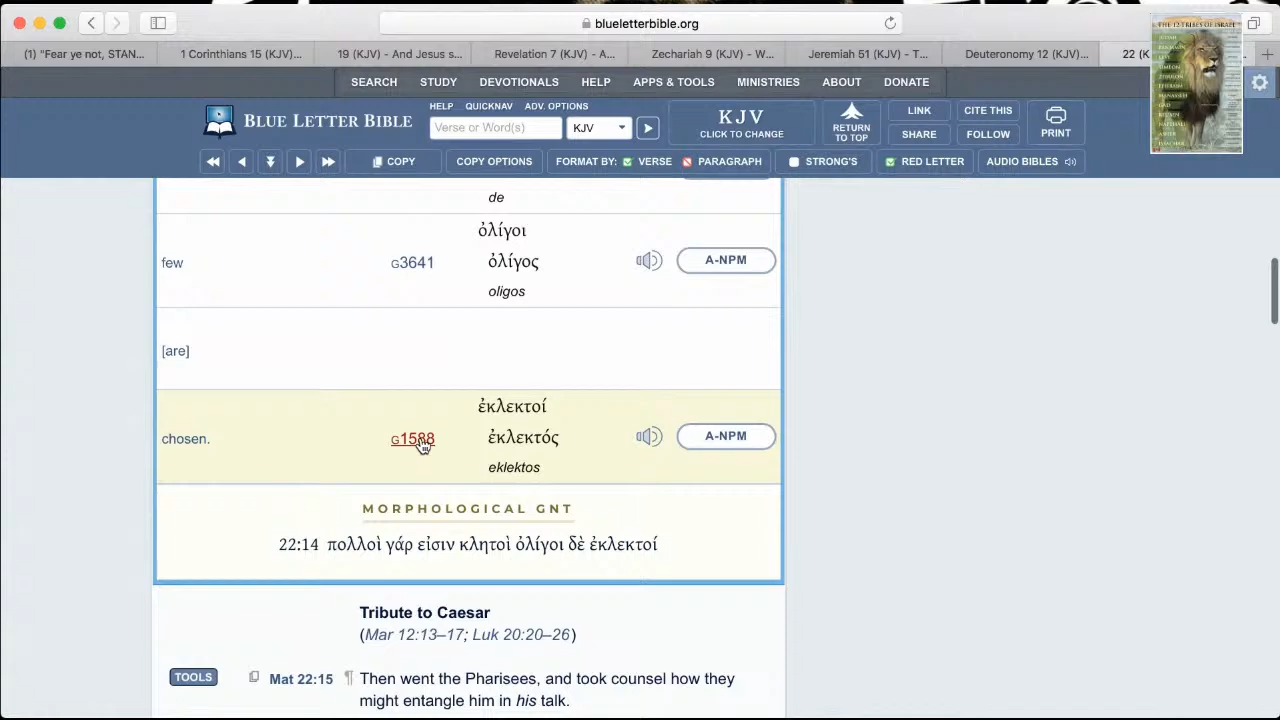 blueletterbible.org
(1) "Fear ye not, STAN...
1 Corinthians 15 (KJV)...
19 (KJV) - And Jesus s...
Revelation 7 (KJV) - A...
Zechariah 9 (KJV) - W...
Jeremiah 51 (KJV) - T...
Deuteronomy 12 (KJV)...
22 (K
THE 12 TRIBES OF ISRAEL
SEARCH STUDY DEVOTIONALS HELP APPS & TOOLS MINISTRIES ABOUT DONATE
BLUE LETTER BIBLE
HELP QUICKNAV ADV. OPTIONS
Verse or Word(s)
KJV
KJV
CLICK TO CHANGE
RETURN
TO TOP
LINK
CITE THIS
SHARE
FOLLOW
PRINT
COPY
COPY OPTIONS
FORMAT BY: VERSE PARAGRAPH
STRONG'S
RED LETTER
AUDIO BIBLES
de
few G3641 ὀλίγοι
ὀλίγος
oligos
A-NPM
[are]
chosen. G1588 ἐκλεκτοί
ἐκλεκτός
eklektos
A-NPM
MORPHOLOGICAL GNT
22:14 πολλοὶ γάρ εἰσιν κλητοὶ ὀλίγοι δὲ ἐκλεκτοί
Tribute to Caesar
(Mar 12:13–17; Luk 20:20–26)
TOOLS Mat 22:15 ¶ Then went the Pharisees, and took counsel how they
might entangle him in his talk.